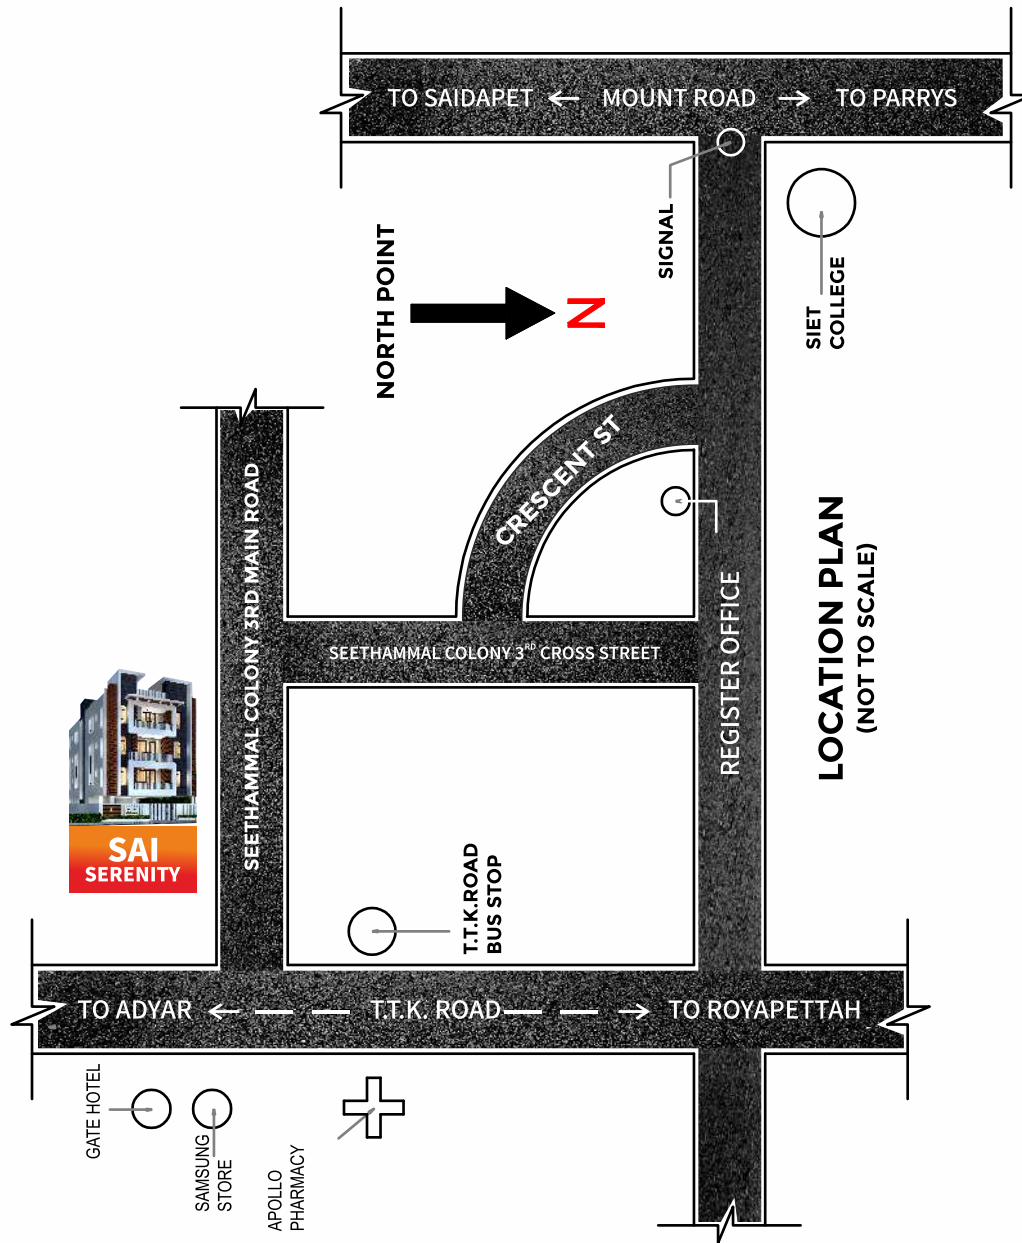 TO SAIDAPET ← MOUNT ROAD → TO PARRYS
SIGNAL
SIET
COLLEGE
NORTH POINT
N
CRESCENT ST
SEETHAMMAL COLONY 3RD MAIN ROAD
SEETHAMMAL COLONY 3RD CROSS STREET
REGISTER OFFICE
LOCATION PLAN
(NOT TO SCALE)
SAI
SERENITY
T.T.K.ROAD
BUS STOP
TO ADYAR ← T.T.K. ROAD → TO ROYAPETTAH
GATE HOTEL
SAMSUNG
STORE
APOLLO
PHARMACY